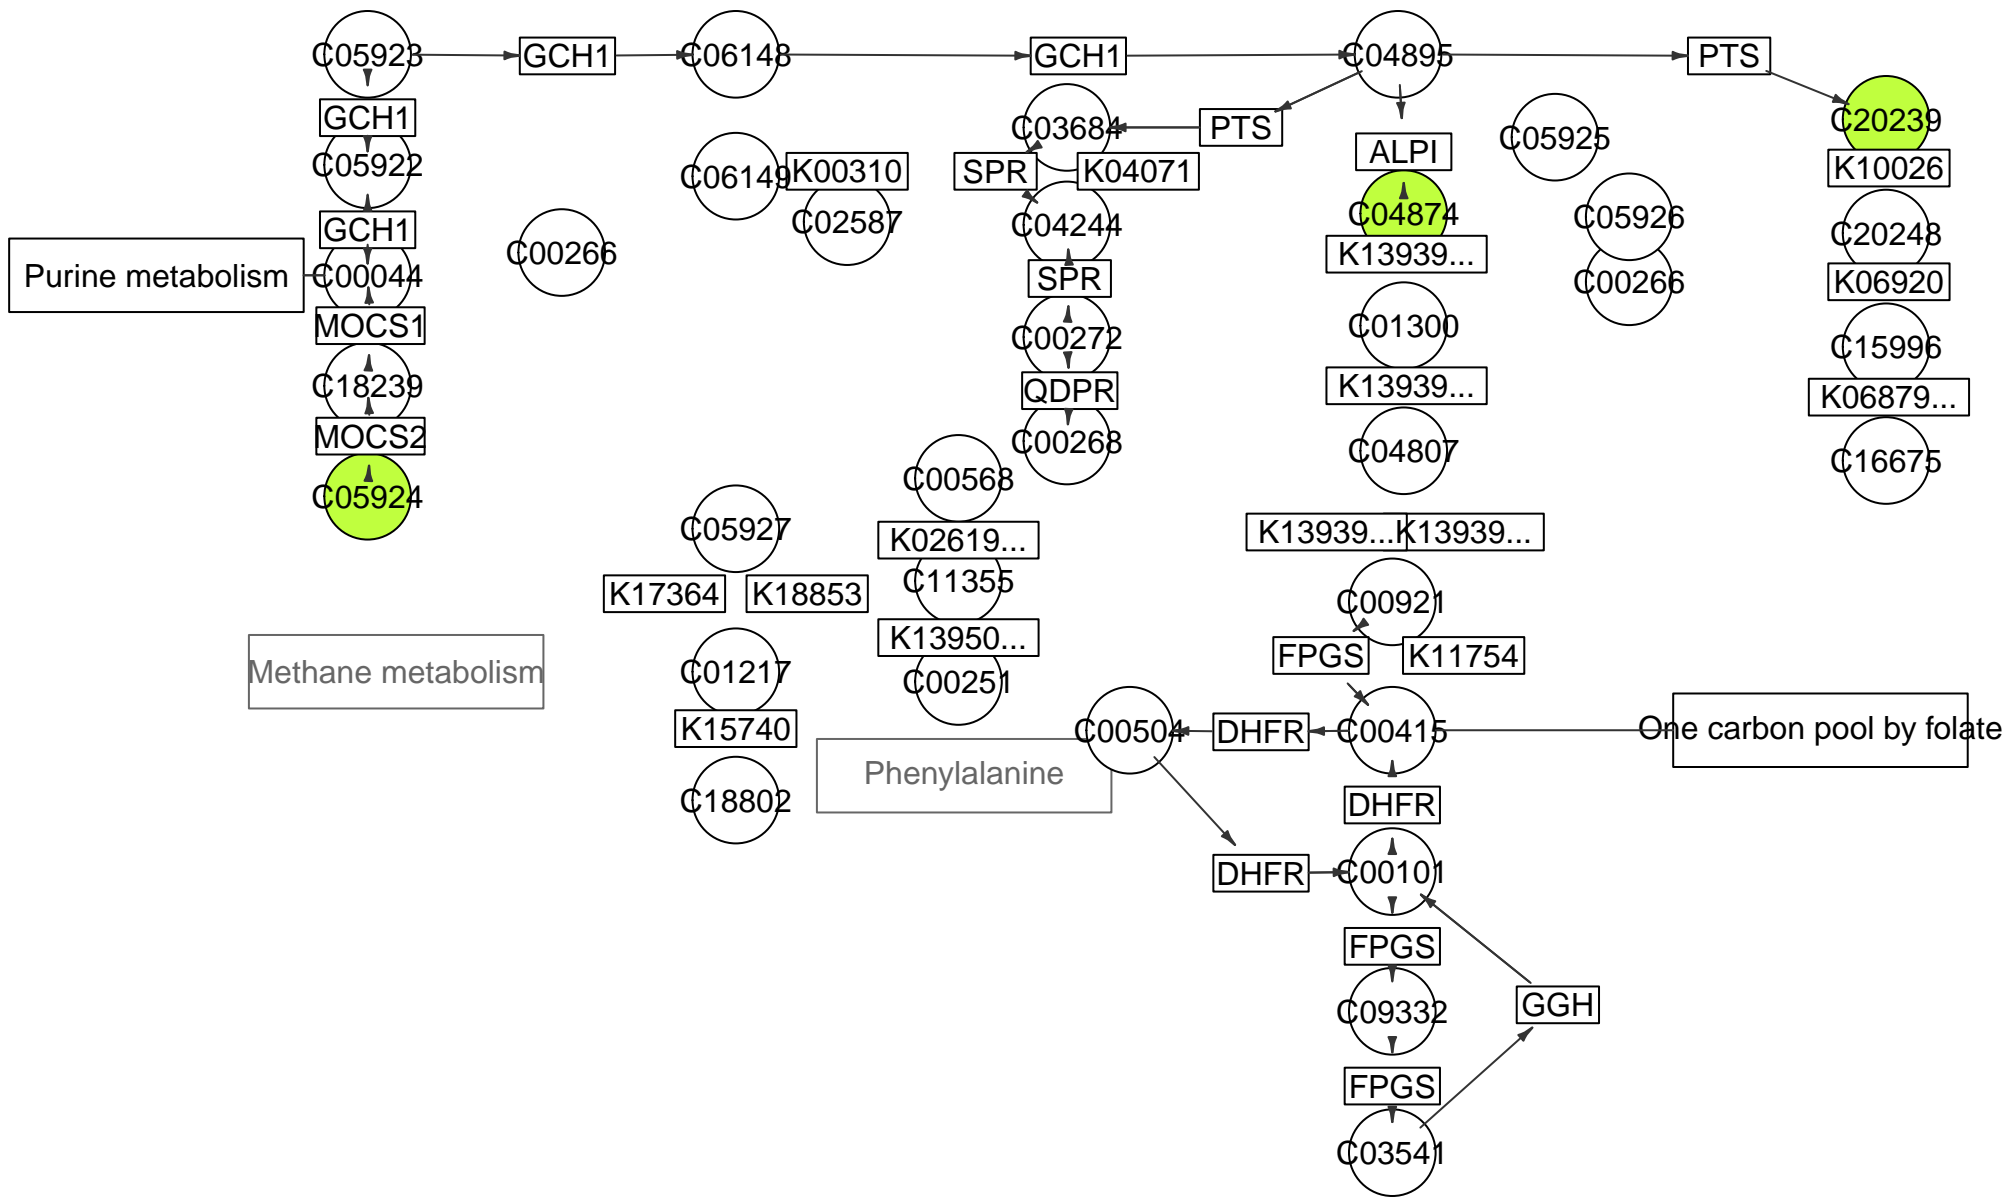 C05923
GCH1
C06148
GCH1
C04895
PTS
GCH1
C03684
PTS
C20239
C05925
ALPI
C05922
C06149
K00310
SPR
K04071
K10026
GCH1
C00266
C02587
C04244
C04874
C05926
C20248
Purine metabolism
C00044
SPR
K13939...
C00266
K06920
MOCS1
C00272
C01300
C15996
C18239
QDPR
K13939...
K06879...
MOCS2
C00268
C04807
C16675
C05924
C00568
C05927
K02619...
K13939...
K13939...
K17364
K18853
C11355
C00921
K13950...
FPGS
K11754
Methane metabolism
C01217
C00251
K15740
C00504
DHFR
C00415
One carbon pool by folate
Phenylalanine
C18802
DHFR
DHFR
C00101
FPGS
C09332
GGH
FPGS
C03541